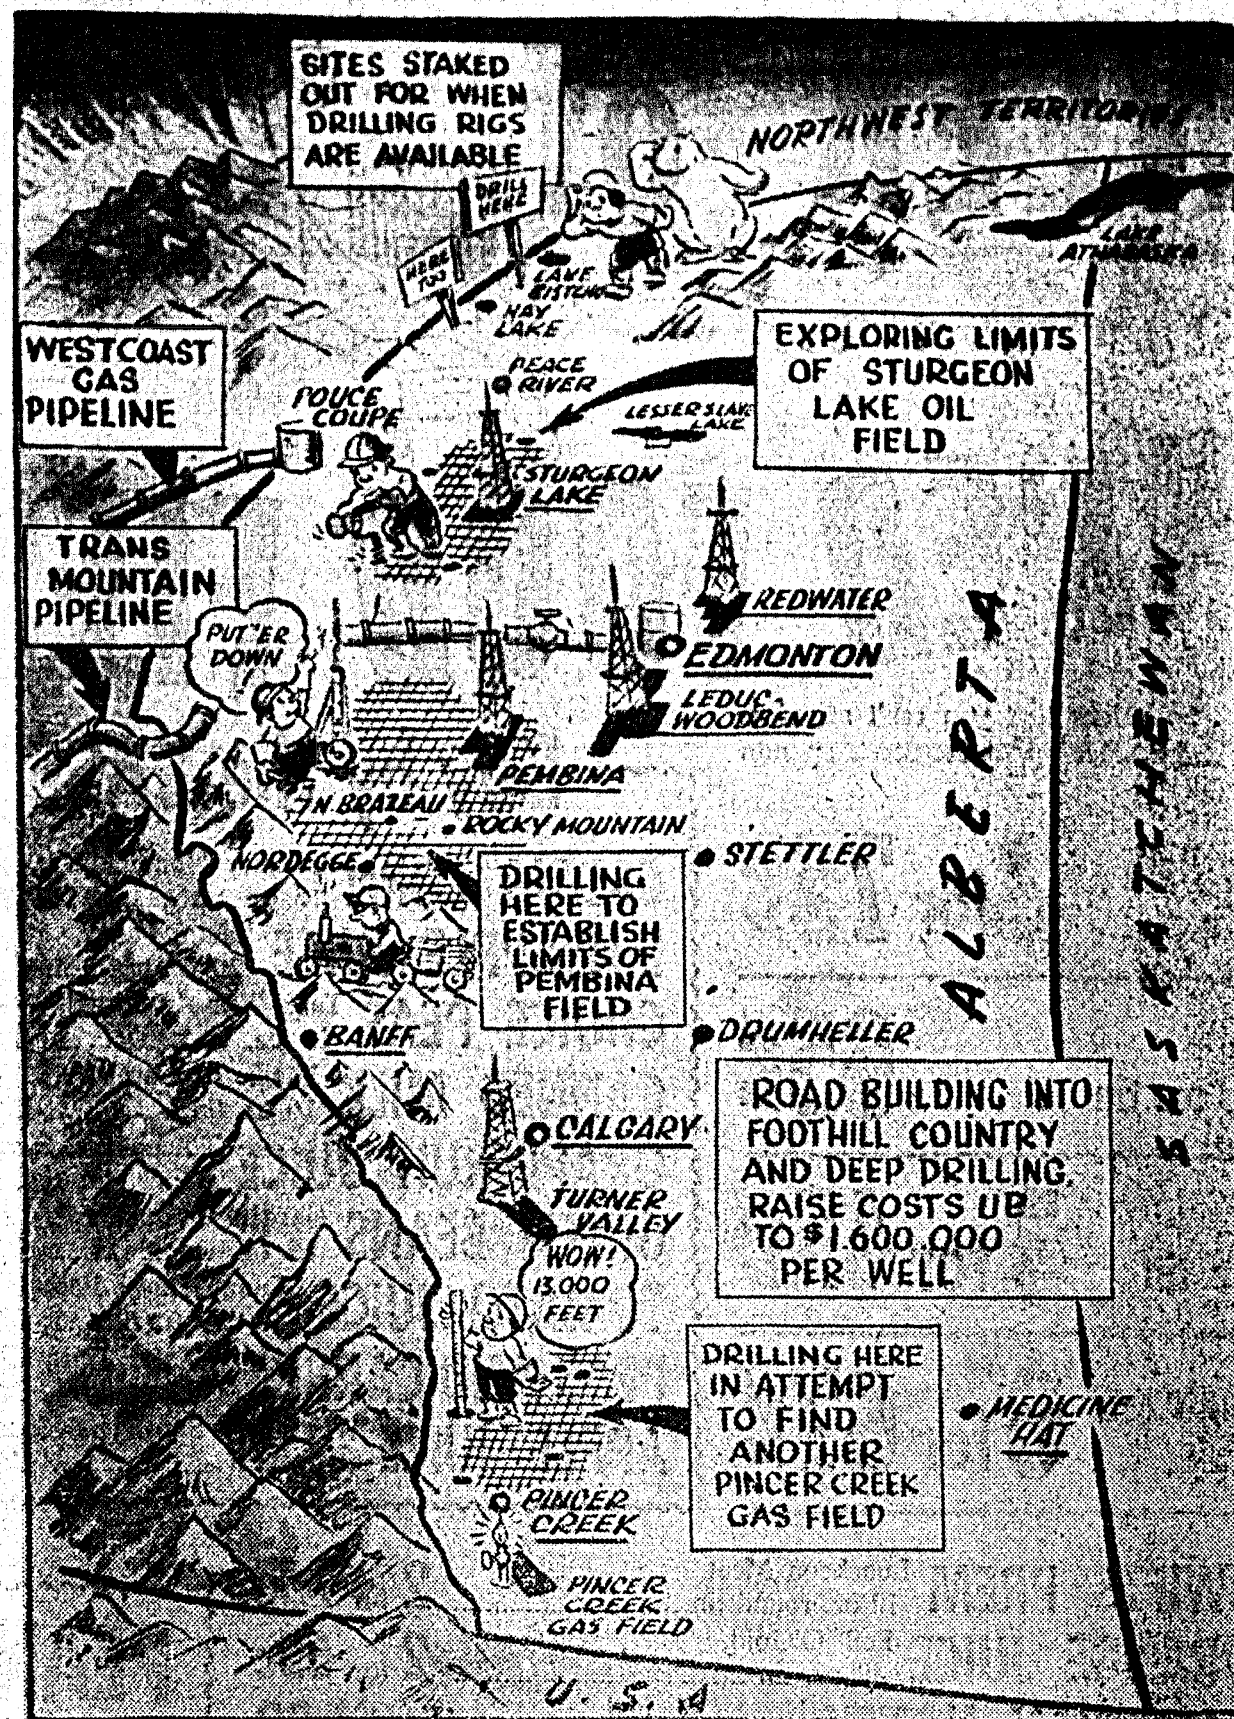 SITES STAKED
OUT FOR WHEN
DRILLING RIGS
ARE AVAILABLE
NORTHWEST TERRITORIES
DRILL
HERE
HERE
TOO
LAKE
ATHABASKA
LAKE
BISTCHO
HAY
LAKE
WESTCOAST
GAS
PIPELINE
EXPLORING LIMITS
OF STURGEON
LAKE OIL
FIELD
POUCE
COUPE
PEACE
RIVER
LESSER SLAVE
LAKE
STURGEON
LAKE
TRANS
MOUNTAIN
PIPELINE
PUT'ER
DOWN
REDWATER
EDMONTON
LEDUC-
WOODBEND
PEMBINA
ALBERTA
SASKATCHEWAN
N. BRAZEAU
ROCKY MOUNTAIN
NORDEGGE
STETTLER
DRILLING
HERE TO
ESTABLISH
LIMITS OF
PEMBINA
FIELD
BANFF
DRUMHELLER
CALGARY
ROAD BUILDING INTO
FOOTHILL COUNTRY
AND DEEP DRILLING,
RAISE COSTS UP
TO $1.600.000
PER WELL
TURNER
VALLEY
WOW!
13,000
FEET
DRILLING HERE
IN ATTEMPT
TO FIND
ANOTHER
PINCER CREEK
GAS FIELD
MEDICINE
HAT
PINCER
CREEK
PINCER
CREEK
GAS FIELD
U. S. A